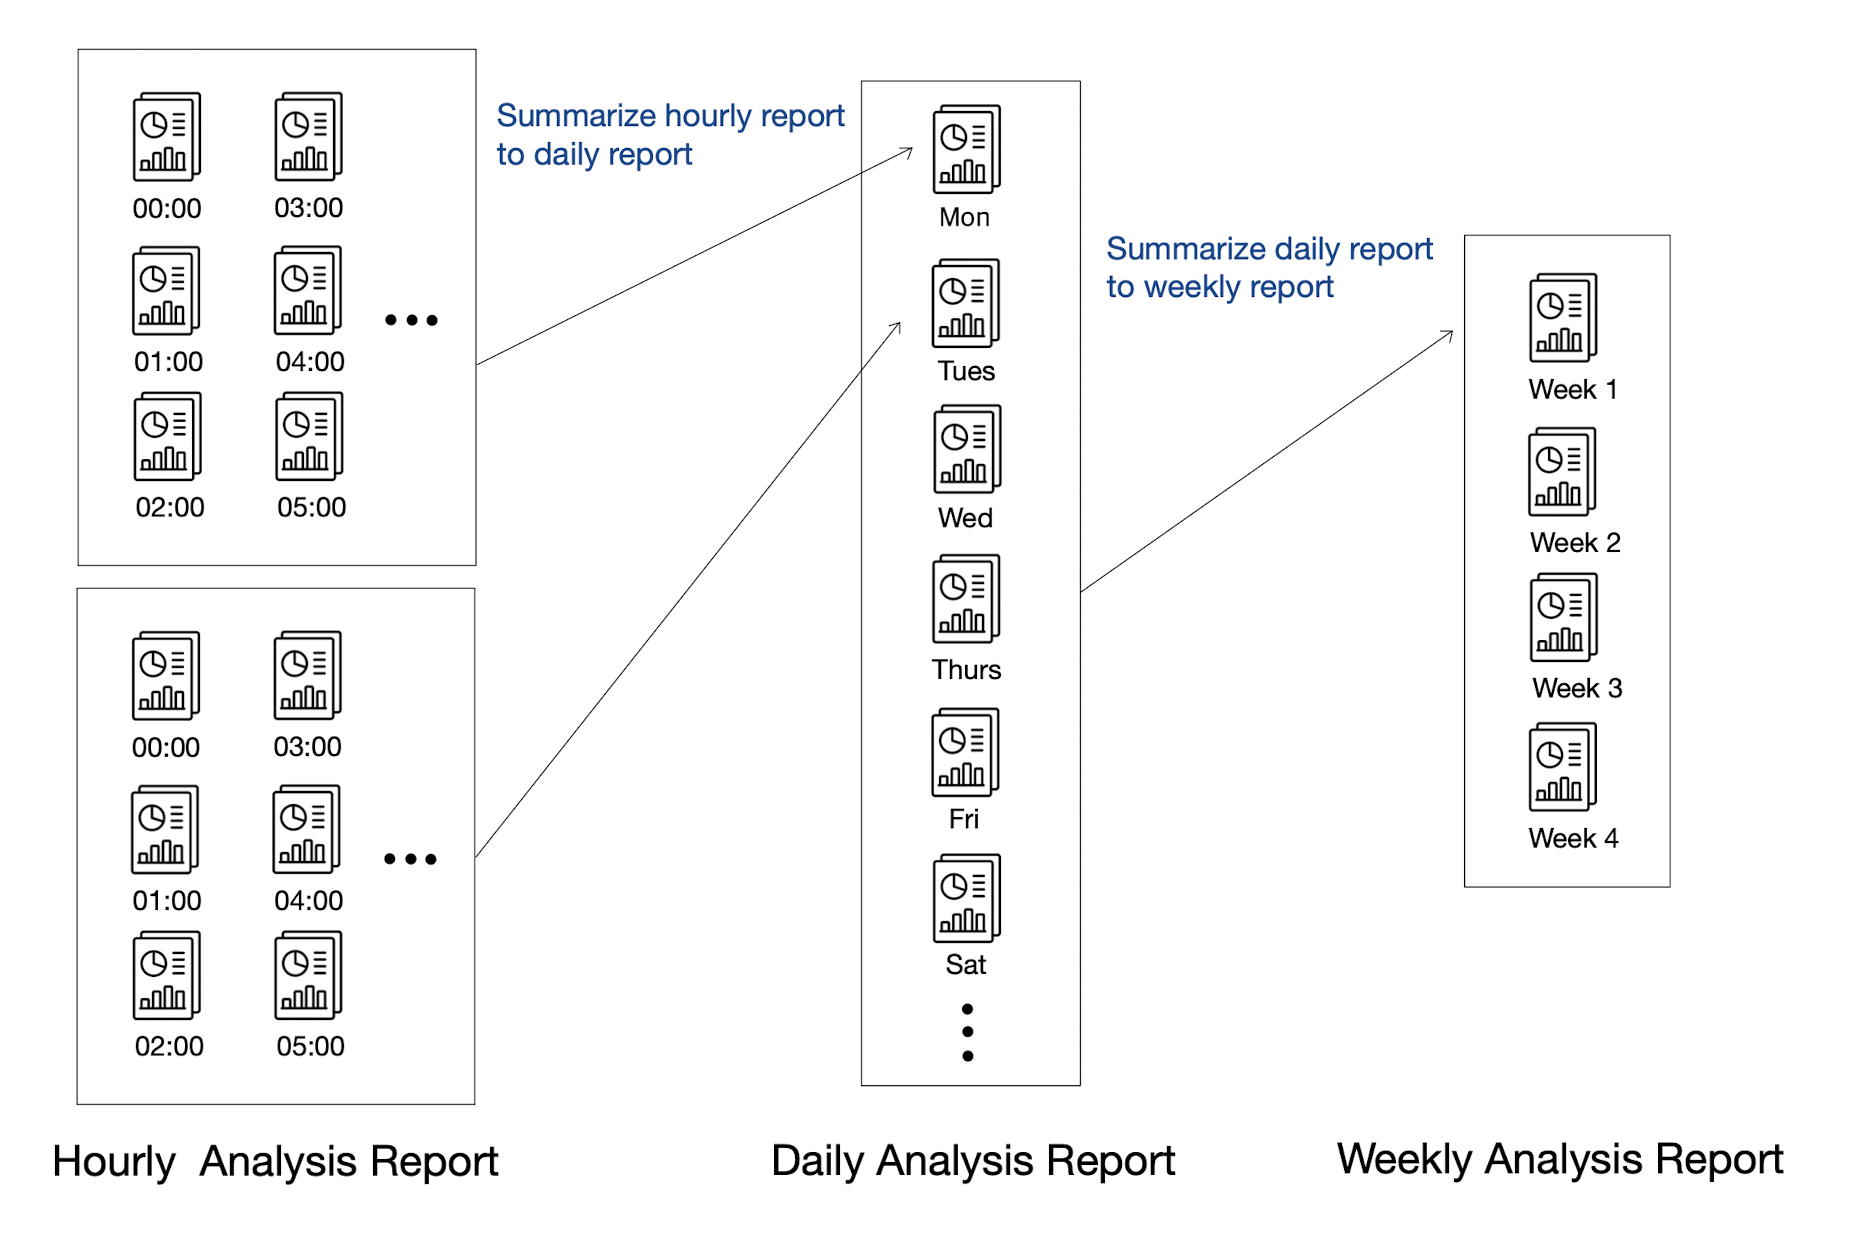 00:00 03:00
01:00 04:00
02:00 05:00
00:00 03:00
01:00 04:00
02:00 05:00
Hourly Analysis Report
Summarize hourly report
to daily report
Mon
Tues
Wed
Thurs
Fri
Sat
Daily Analysis Report
Summarize daily report
to weekly report
Week 1
Week 2
Week 3
Week 4
Weekly Analysis Report